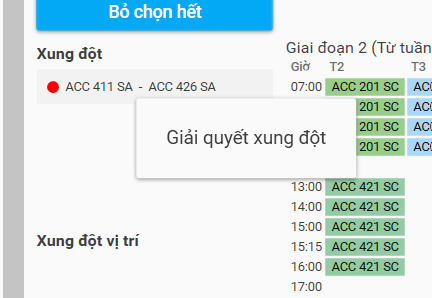 Bỏ chọn hết
Xung đột
ACC 411 SA - ACC 426 SA
Giải quyết xung đột
Xung đột vị trí
Giai đoạn 2 (Từ tuần
Giờ T2 T3
07:00 ACC 201 SC ACC
201 SC AC
201 SC AC
201 SC AC
13:00 ACC 421 SC
14:00 ACC 421 SC
15:00 ACC 421 SC
15:15 ACC 421 SC
16:00 ACC 421 SC
17:00